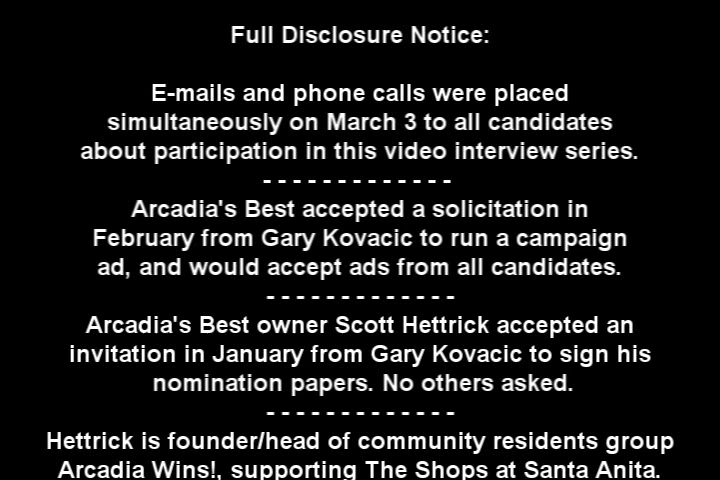 Full Disclosure Notice:
E-mails and phone calls were placed
simultaneously on March 3 to all candidates
about participation in this video interview series.
- - - - - - - - - - - - -
Arcadia's Best accepted a solicitation in
February from Gary Kovacic to run a campaign
ad, and would accept ads from all candidates.
- - - - - - - - - - - - -
Arcadia's Best owner Scott Hettrick accepted an
invitation in January from Gary Kovacic to sign his
nomination papers. No others asked.
- - - - - - - - - - - - -
Hettrick is founder/head of community residents group
Arcadia Wins!, supporting The Shops at Santa Anita.